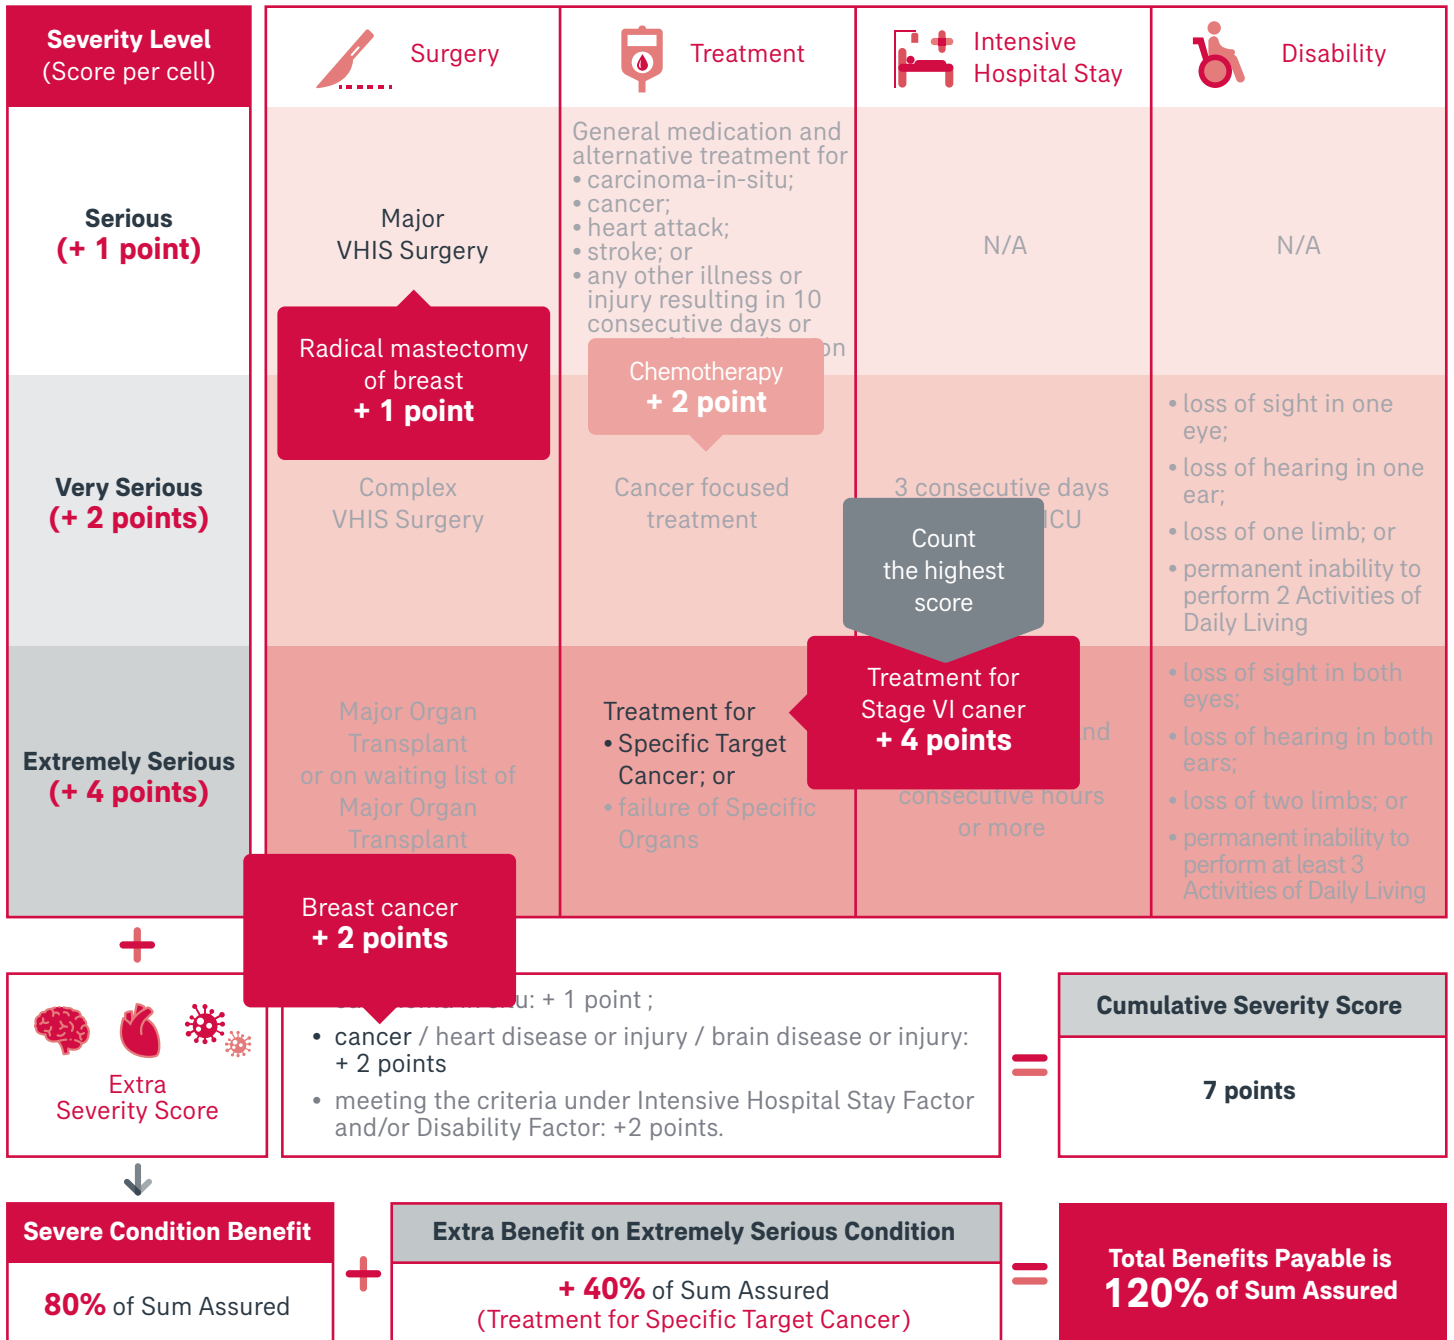 Severity Level
(Score per cell)
Surgery
Treatment
Intensive
Hospital Stay
Disability
Serious
(+ 1 point)
Major
VHIS Surgery
General medication and
alternative treatment for
• carcinoma-in-situ;
• cancer;
• heart attack;
• stroke; or
• any other illness or
injury resulting in 10
consecutive days or
N/A
N/A
Radical mastectomy
of breast
+ 1 point
Chemotherapy
+ 2 point
Very Serious
(+ 2 points)
Complex
VHIS Surgery
Cancer focused
treatment
3 consecutive days
ICU
• loss of sight in one
eye;
• loss of hearing in one
ear;
• loss of one limb; or
• permanent inability to
perform 2 Activities of
Daily Living
Count
the highest
score
Extremely Serious
(+ 4 points)
Major Organ
Transplant
or on waiting list of
Major Organ
Transplant
Treatment for
• Specific Target
Cancer; or
• failure of Specific
Organs
Treatment for
Stage VI caner
+ 4 points
consecutive hours
or more
• loss of sight in both
eyes;
• loss of hearing in both
ears;
• loss of two limbs; or
• permanent inability to
perform at least 3
Activities of Daily Living
Breast cancer
+ 2 points
+
Extra
Severity Score
: + 1 point ;
• cancer / heart disease or injury / brain disease or injury:
+ 2 points
• meeting the criteria under Intensive Hospital Stay Factor
and/or Disability Factor: +2 points.
=
Cumulative Severity Score
7 points
Severe Condition Benefit
80% of Sum Assured
+
Extra Benefit on Extremely Serious Condition
+ 40% of Sum Assured
(Treatment for Specific Target Cancer)
=
Total Benefits Payable is
120% of Sum Assured